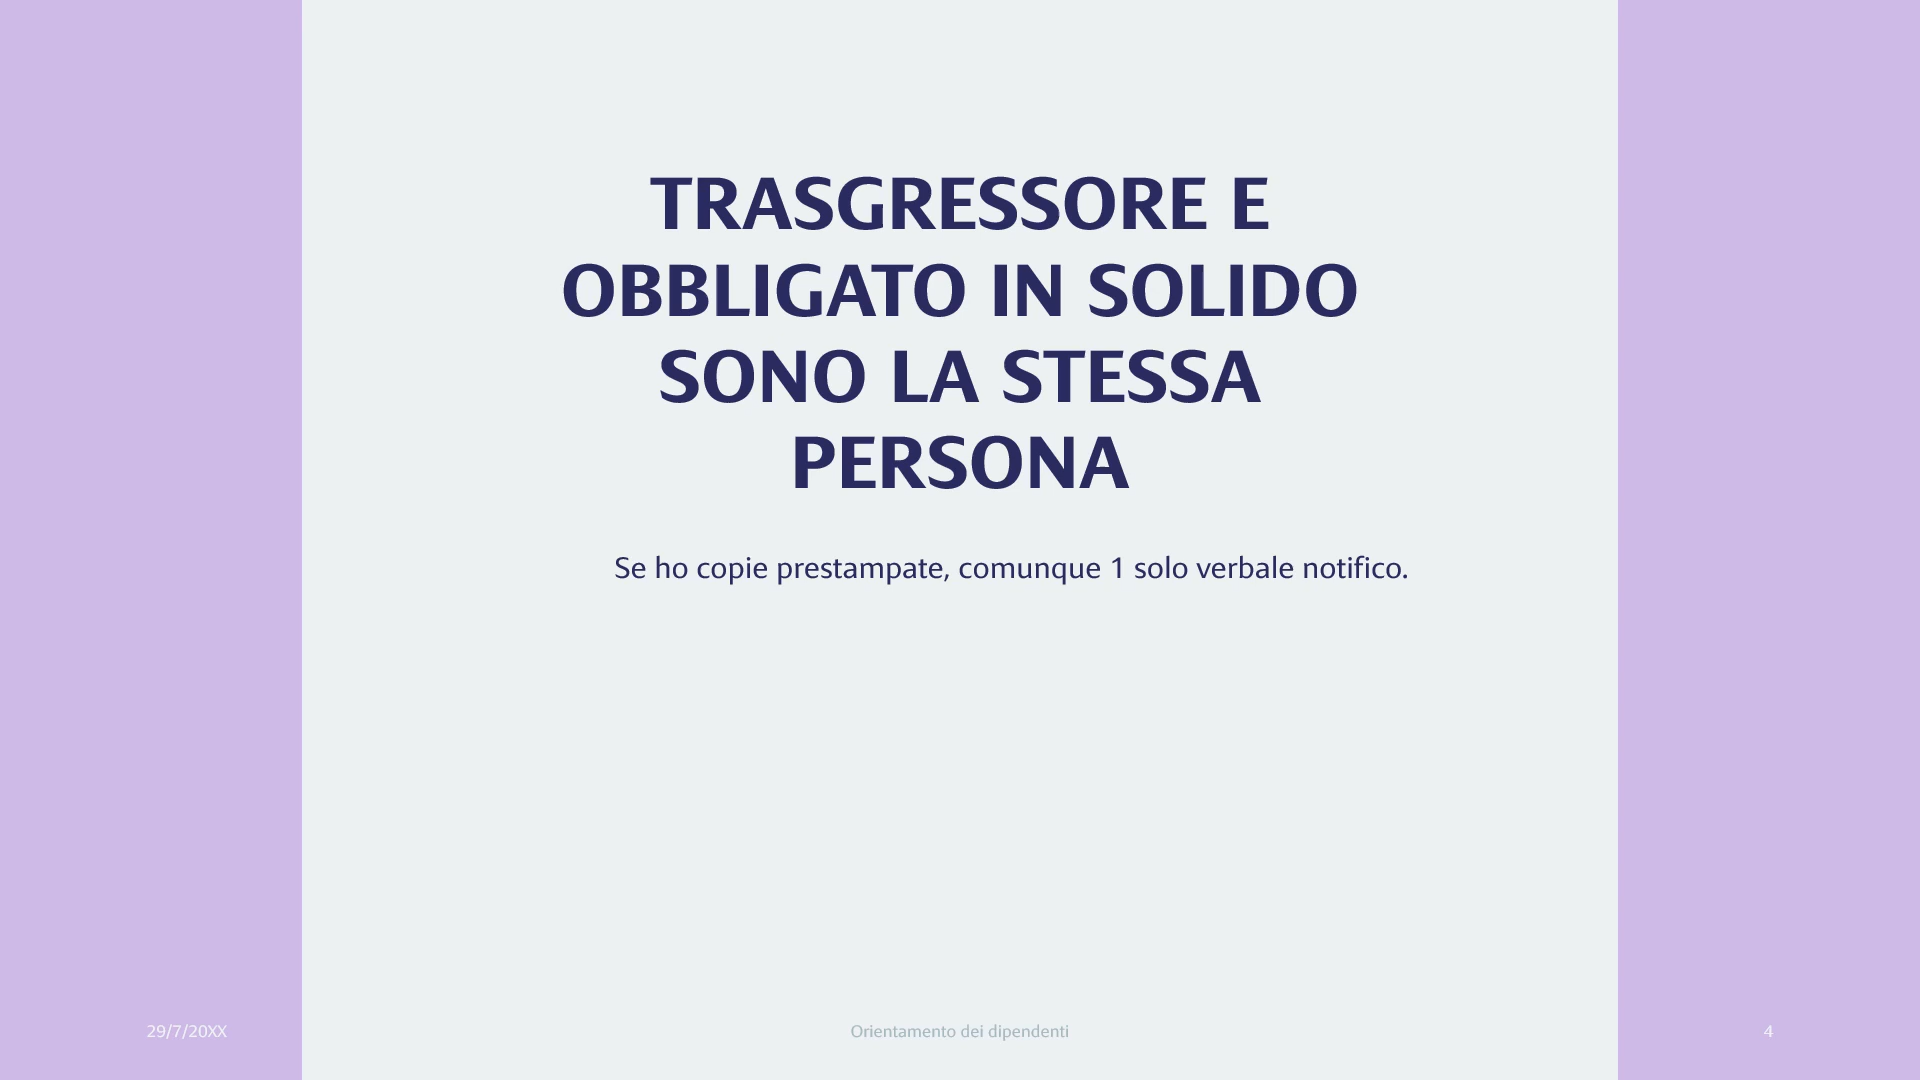 TRASGRESSORE E
OBBLIGATO IN SOLIDO
SONO LA STESSA
PERSONA
Se ho copie prestampate, comunque 1 solo verbale notifico.
29/7/20XX
Orientamento dei dipendenti
4